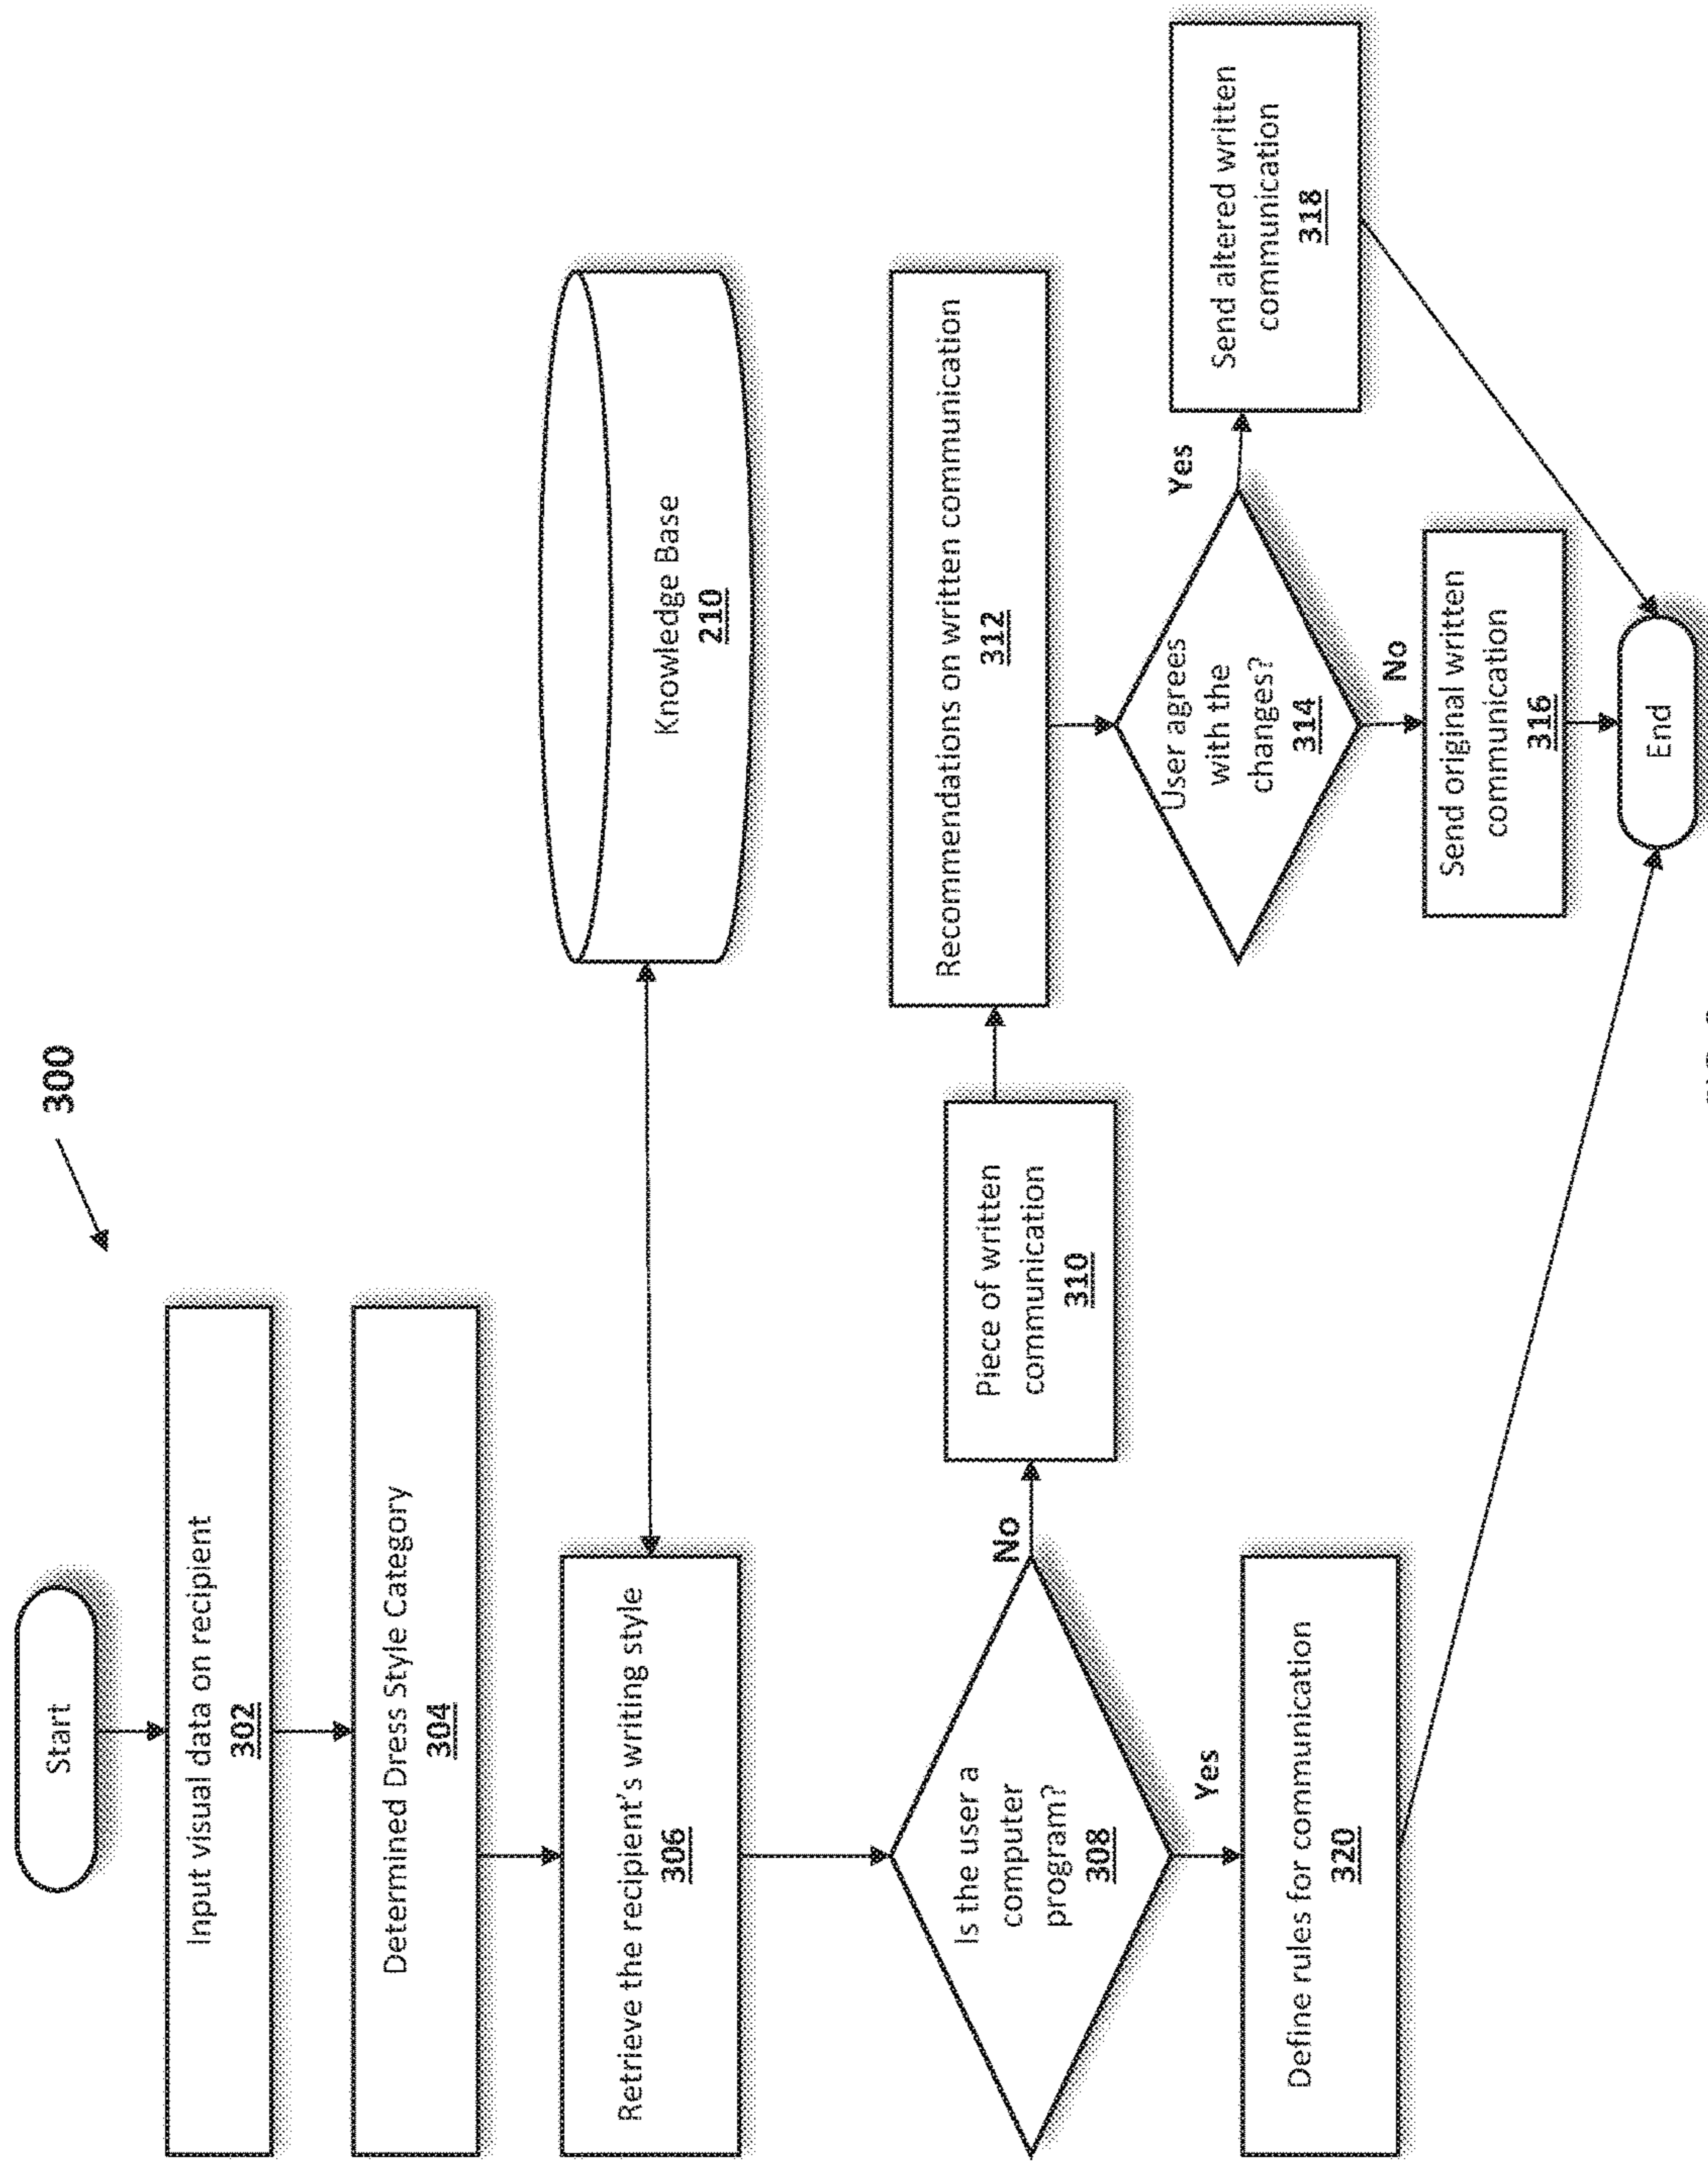 300
Start
Input visual data on recipient
302
Determined Dress Style Category
304
Retrieve the recipient's writing style
306
Knowledge Base
210
Is the user a
computer
program?
308
No
Yes
Piece of written
communication
310
Recommendations on written communication
312
User agrees
with the
changes?
314
Yes
No
Send altered written
communication
318
Send original written
communication
316
Define rules for communication
320
End